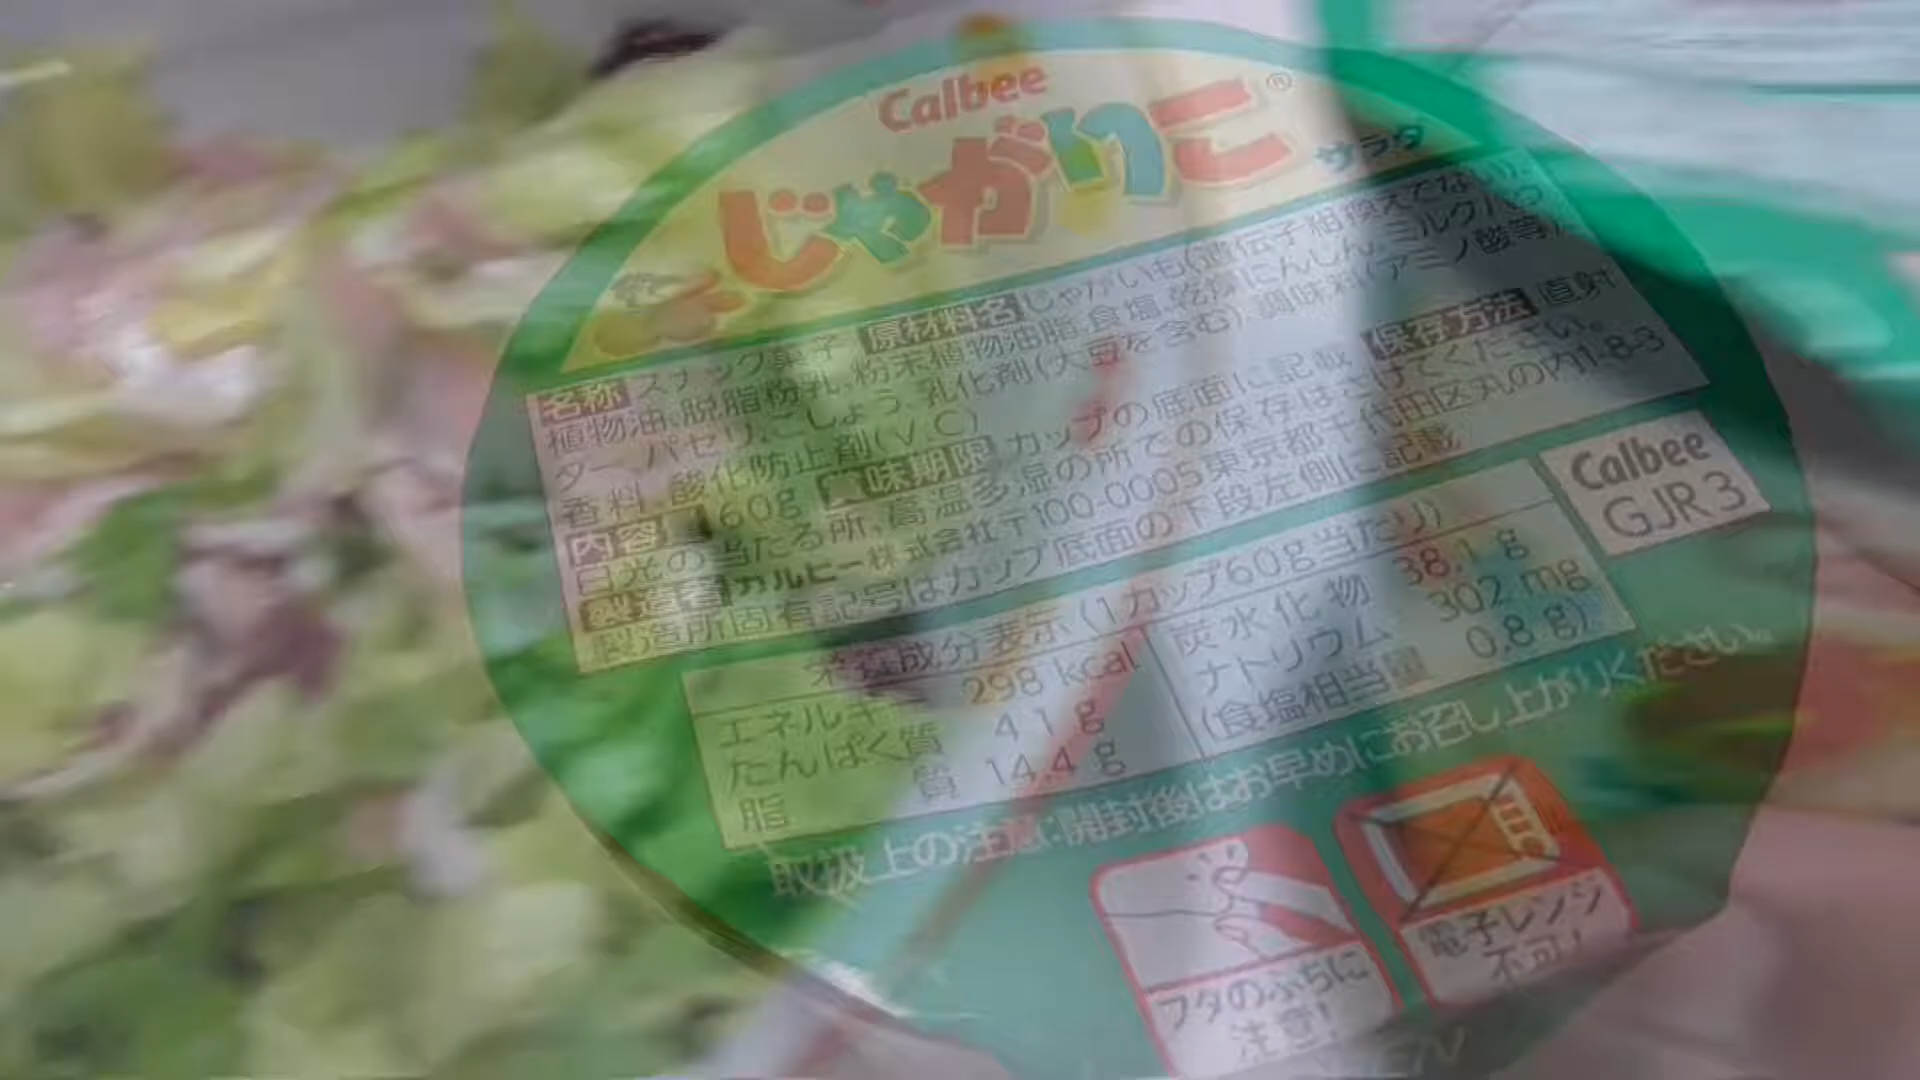 Calbee
じゃがりこ®
サラダ
名称 スナック菓子 原材料名 じゃがいも(遺伝子組換えでない)、
植物油、脱脂粉乳、粉末植物油脂、食塩、乾燥にんじん、ミルクパウ
ダー、パセリ、こしょう、乳化剤(大豆を含む)、調味料(アミノ酸等)、
香料、酸化防止剤(V.C)
内容量 60g 賞味期限 カップの底面に記載 保存方法 直射
日光の当たる所、高温多湿の所での保存はさけてください。
製造者 カルビー株式会社 〒100-0005 東京都千代田区丸の内1-8-3
製造所固有記号はカップ底面の下段左側に記載
Calbee
GJR3
栄養成分表示(1カップ60g当たり)
エネルギー 298 kcal
たんぱく質 4.1 g
脂質 14.4 g
炭水化物 38.1 g
ナトリウム 302 mg
(食塩相当量 0.8 g)
取扱上の注意:開封後はお早めにお召し上がりください。
フタのふちに
注意!
電子レンジ
不可!